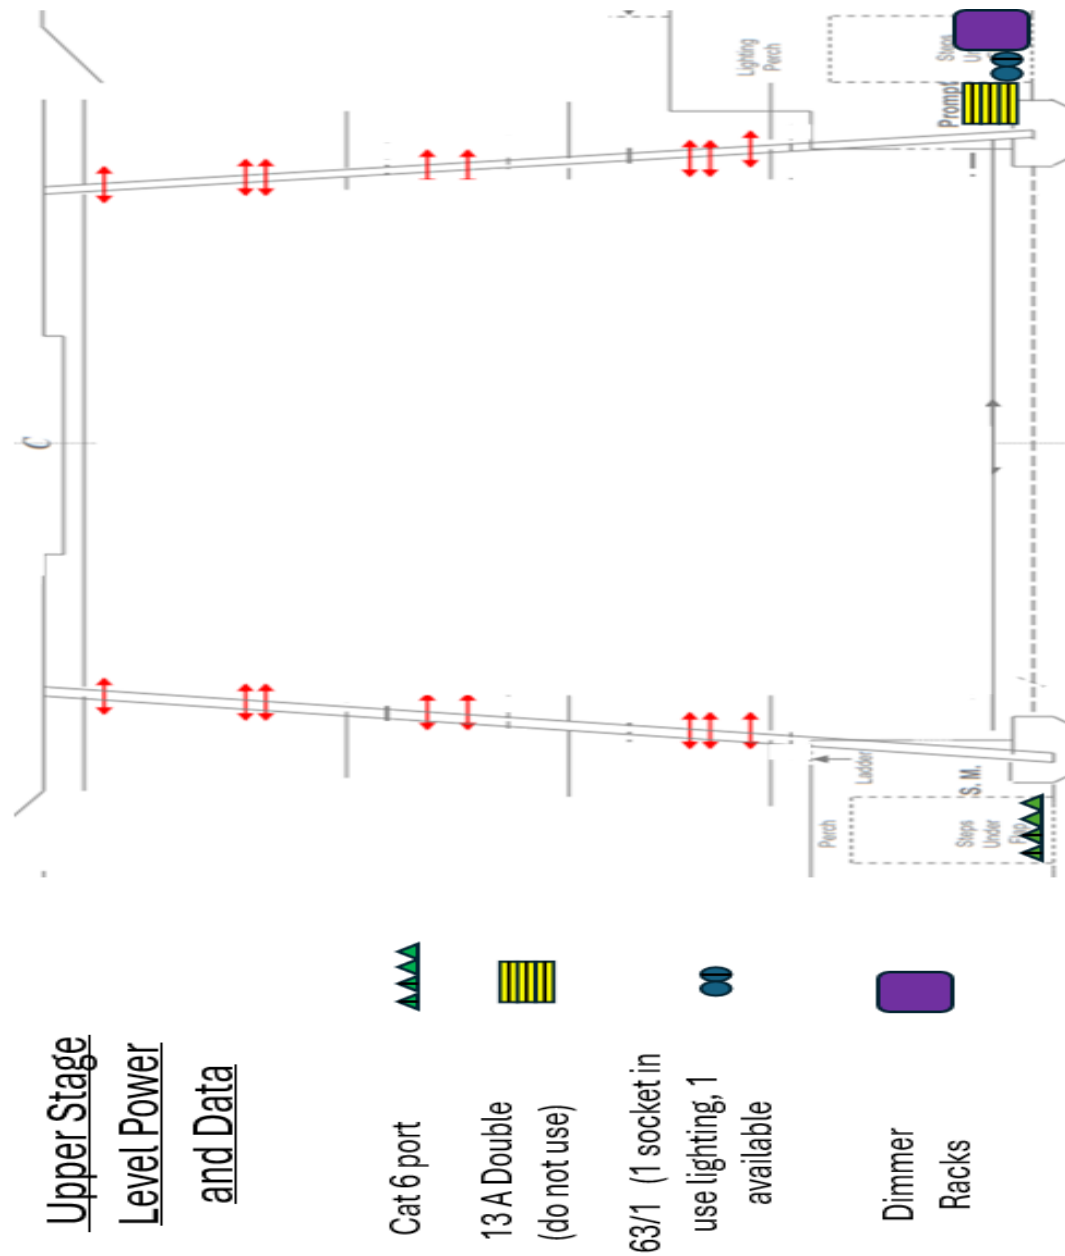 Upper Stage
Level Power
and Data
Cat 6 port
13 A Double
(do not use)
63/1 (1 socket in
use lighting, 1
available
Dimmer
Racks
C
Lighting
Perch
Steps
Prompt
Perch
Ladder
S. M.
Steps
Under